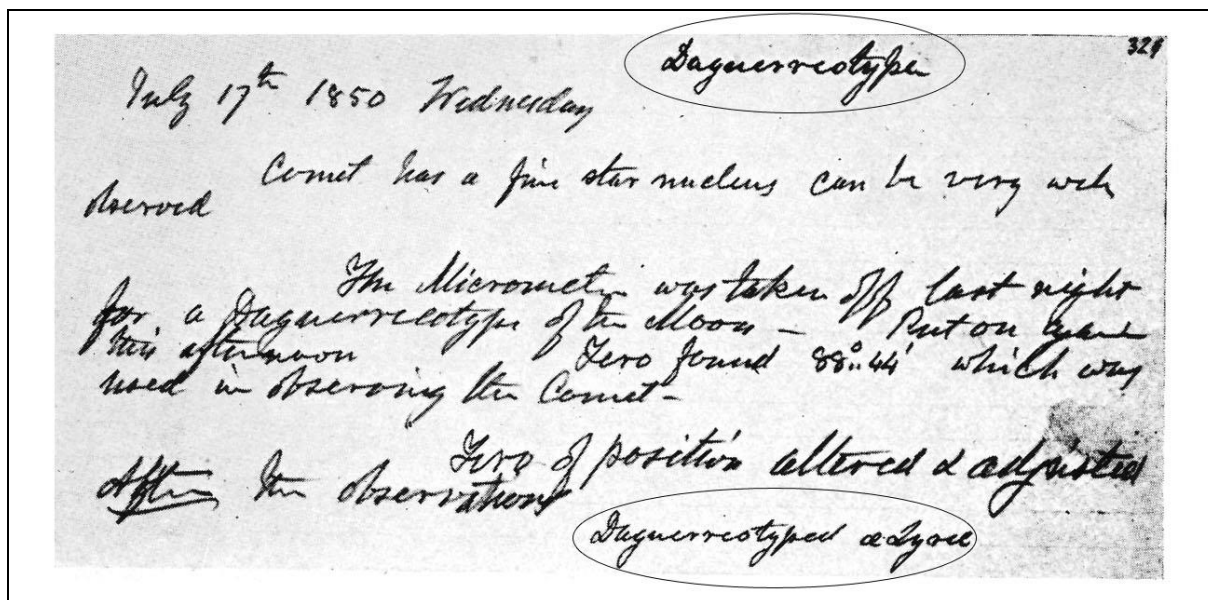 Daguerreotype
July 17th 1850 Wednesday
Comet has a fine star nucleus can be very well
observed
The Micrometer was taken off last night
for a Daguerreotype of the Moon – Put on again
this afternoon Zero found 88°..44' which was
used in observing the Comet –
Zero of position altered & adjusted
After the observations
Daguerreotyped α Lyrae